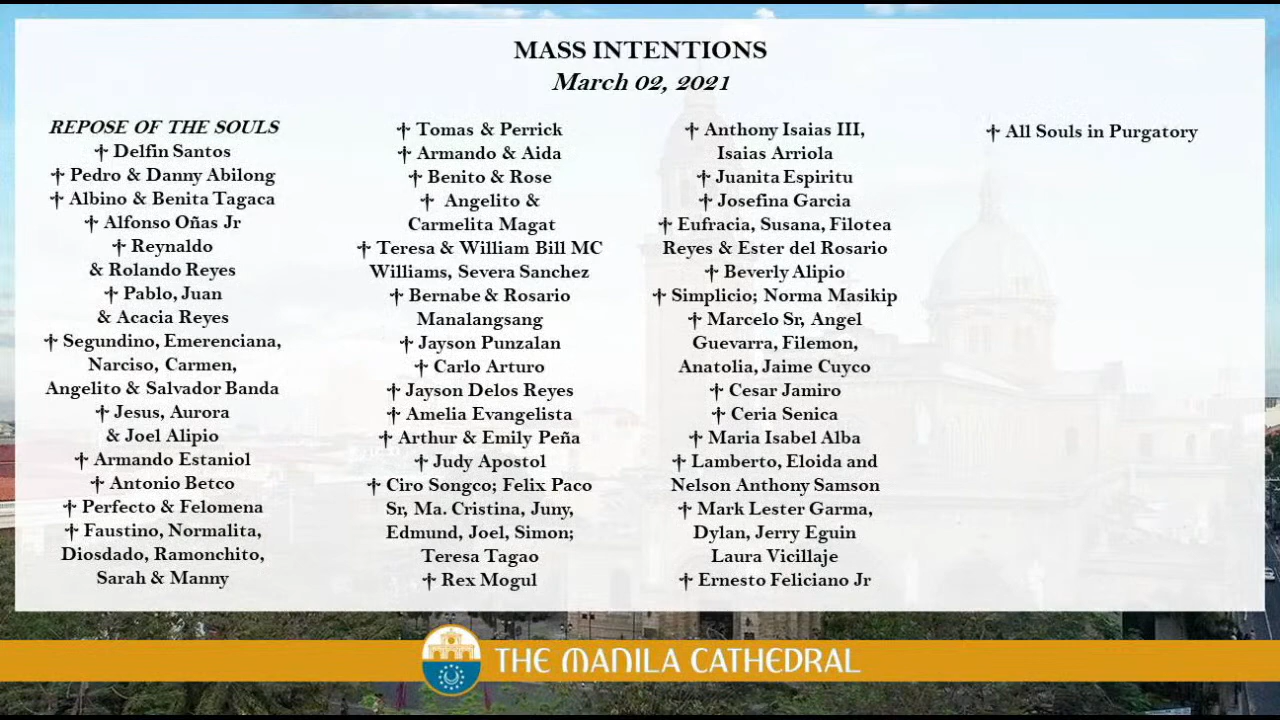 MASS INTENTIONS
March 02, 2021
REPOSE OF THE SOULS
✝ Delfin Santos
✝ Pedro & Danny Abilong
✝ Albino & Benita Tagaca
✝ Alfonso Oñas Jr
✝ Reynaldo
& Rolando Reyes
✝ Pablo, Juan
& Acacia Reyes
✝ Segundino, Emerenciana,
Narciso, Carmen,
Angelito & Salvador Banda
✝ Jesus, Aurora
& Joel Alipio
✝ Armando Estaniol
✝ Antonio Betco
✝ Perfecto & Felomena
✝ Faustino, Normalita,
Diosdado, Ramonchito,
Sarah & Manny
✝ Tomas & Perrick
✝ Armando & Aida
✝ Benito & Rose
✝ Angelito &
Carmelita Magat
✝ Teresa & William Bill MC
Williams, Severa Sanchez
✝ Bernabe & Rosario
Manalangsang
✝ Jayson Punzalan
✝ Carlo Arturo
✝ Jayson Delos Reyes
✝ Amelia Evangelista
✝ Arthur & Emily Peña
✝ Judy Apostol
✝ Ciro Songco; Felix Paco
Sr, Ma. Cristina, Juny,
Edmund, Joel, Simon;
Teresa Tagao
✝ Rex Mogul
✝ Anthony Isaias III,
Isaias Arriola
✝ Juanita Espiritu
✝ Josefina Garcia
✝ Eufracia, Susana, Filotea
Reyes & Ester del Rosario
✝ Beverly Alipio
✝ Simplicio; Norma Masikip
✝ Marcelo Sr, Angel
Guevarra, Filemon,
Anatolia, Jaime Cuyco
✝ Cesar Jamiro
✝ Ceria Senica
✝ Maria Isabel Alba
✝ Lamberto, Eloida and
Nelson Anthony Samson
✝ Mark Lester Garma,
Dylan, Jerry Eguin
Laura Vicillaje
✝ Ernesto Feliciano Jr
✝ All Souls in Purgatory
THE MANILA CATHEDRAL